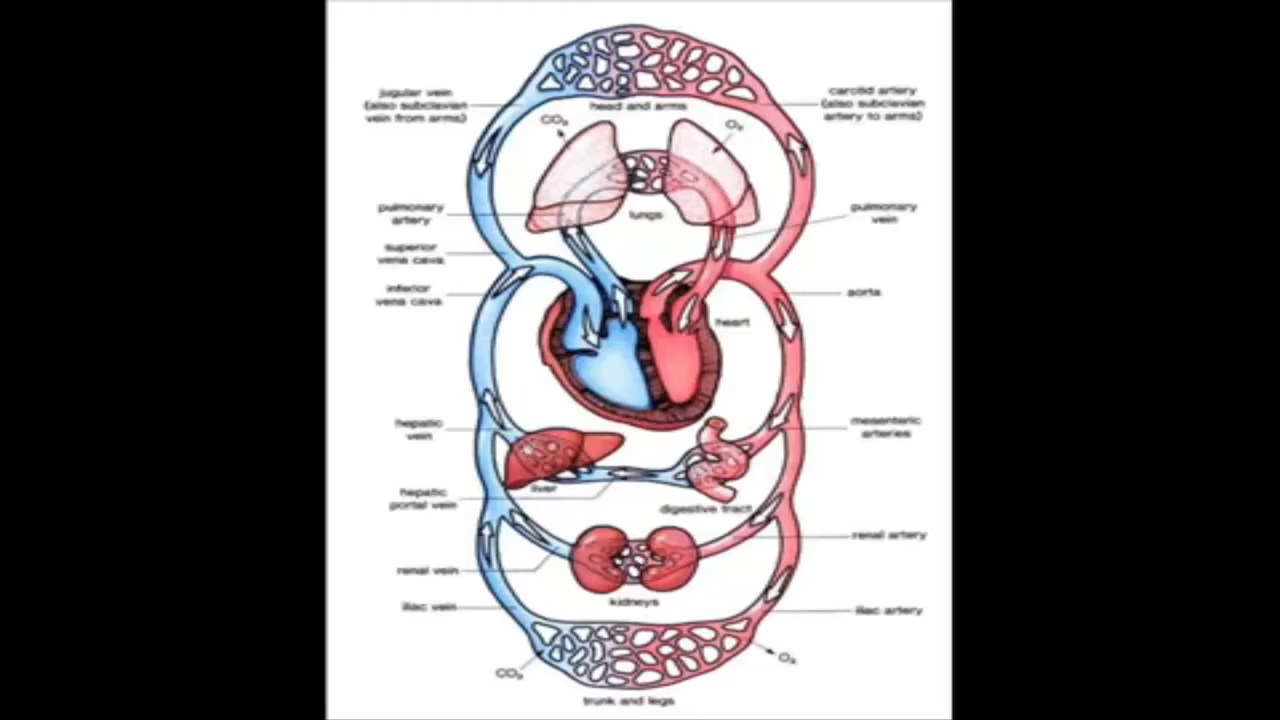 jugular vein
(also subclavian
vein from arms)
carotid artery
(also subclavian
artery to arms)
head and arms
CO₂
O₂
pulmonary
artery
lungs
pulmonary
vein
superior
vena cava
inferior
vena cava
aorta
heart
hepatic
vein
mesenteric
arteries
liver
hepatic
portal vein
digestive tract
renal artery
renal vein
kidneys
iliac vein
iliac artery
CO₂
O₂
trunk and legs